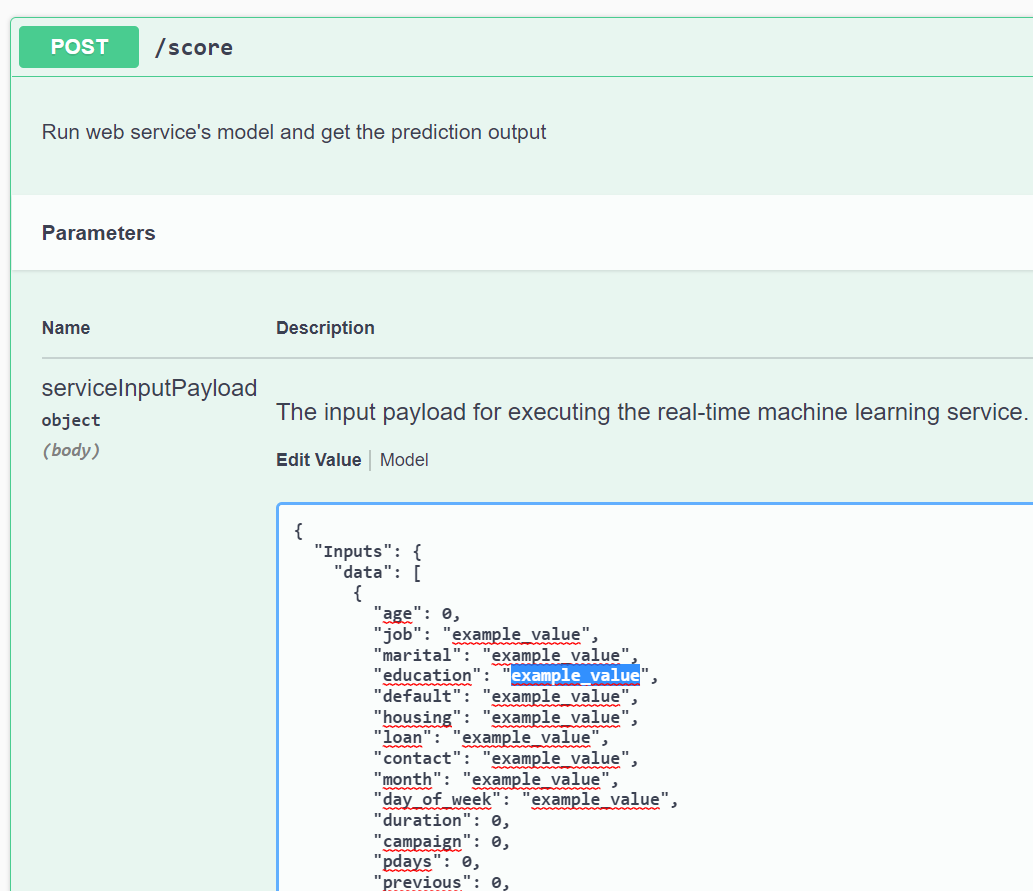 POST /score
Run web service's model and get the prediction output
Parameters
Name Description
serviceInputPayload
object
(body)
The input payload for executing the real-time machine learning service.
Edit Value | Model
{
"Inputs": {
"data": [
{
"age": 0,
"job": "example_value",
"marital": "example_value",
"education": "example_value",
"default": "example_value",
"housing": "example_value",
"loan": "example_value",
"contact": "example_value",
"month": "example_value",
"day_of_week": "example_value",
"duration": 0,
"campaign": 0,
"pdays": 0,
"previous": 0,